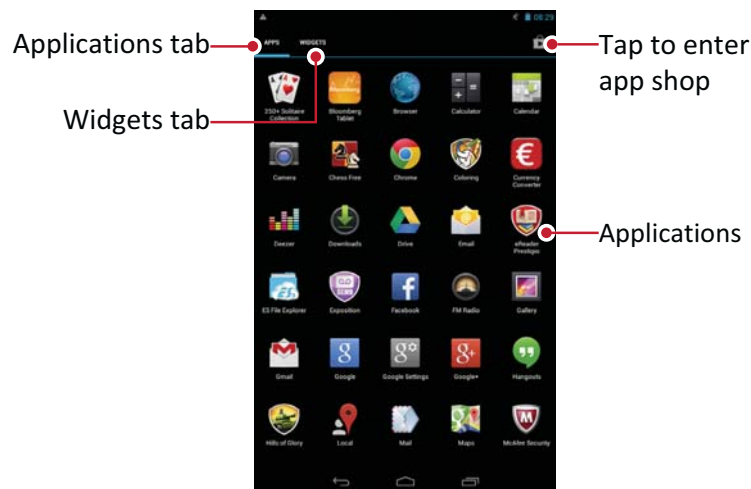 08:29
Applications tab
APPS WIDGETS
Tap to enter
app shop
Widgets tab
250+ Solitaire Collection
Bloomberg Tablet
Browser
Calculator
Calendar
Camera
Chess Free
Chrome
Coloring
Currency Converter
Deezer
Downloads
Drive
Email
eReader Prestigio
Applications
ES File Explorer
Exposition
Facebook
FM Radio
Gallery
Gmail
Google
Google Settings
Google+
Hangouts
Hills of Glory
Local
Mail
Maps
McAfee Security